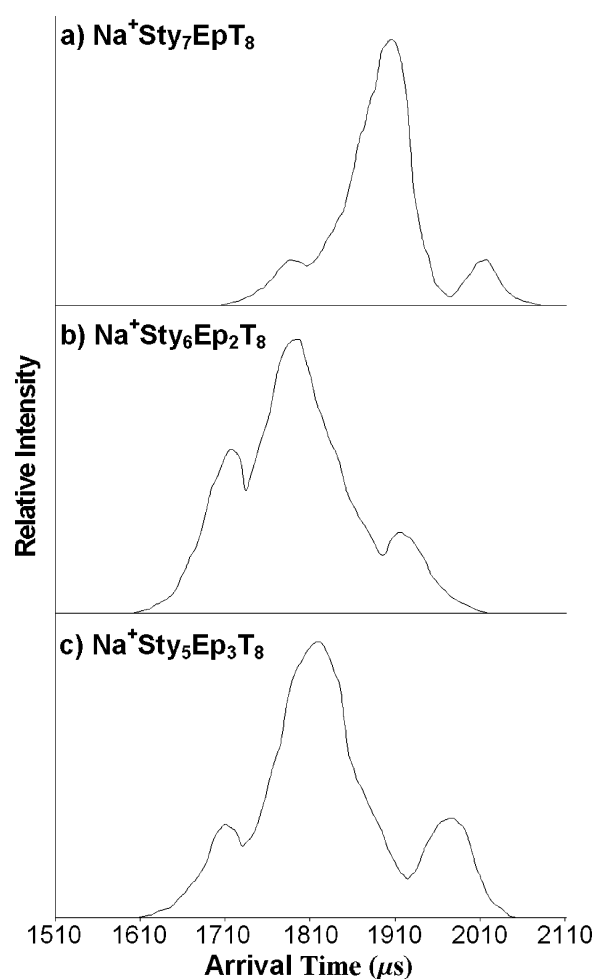 a) Na⁺Sty₇EpT₈
b) Na⁺Sty₆Ep₂T₈
Relative Intensity
c) Na⁺Sty₅Ep₃T₈
1510 1610 1710 1810 1910 2010 2110
Arrival Time (μs)